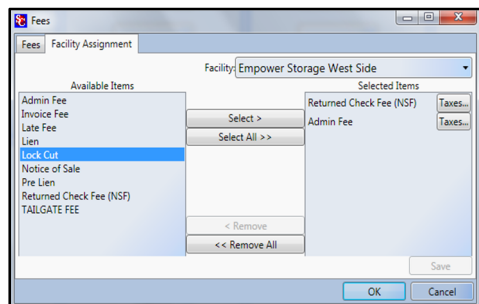 SC Fees
Fees Facility Assignment
Facility: Empower Storage West Side
Available Items
Admin Fee
Invoice Fee
Late Fee
Lien
Lock Cut
Notice of Sale
Pre Lien
Returned Check Fee (NSF)
TAILGATE FEE
Select >
Select All >>
< Remove
<< Remove All
Selected Items
Returned Check Fee (NSF) Taxes...
Admin Fee Taxes...
Save
OK Cancel